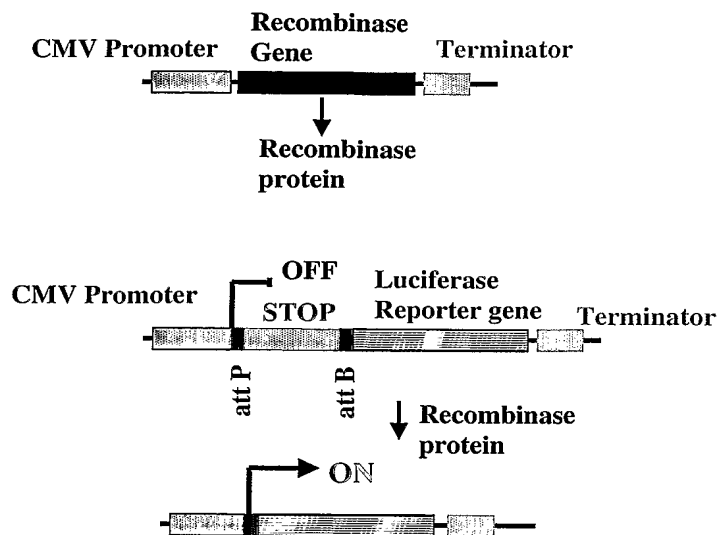 Recombinase
Gene
CMV Promoter
Terminator
Recombinase
protein
OFF
CMV Promoter
STOP
Luciferase
Reporter gene
Terminator
att P
att B
Recombinase
protein
ON